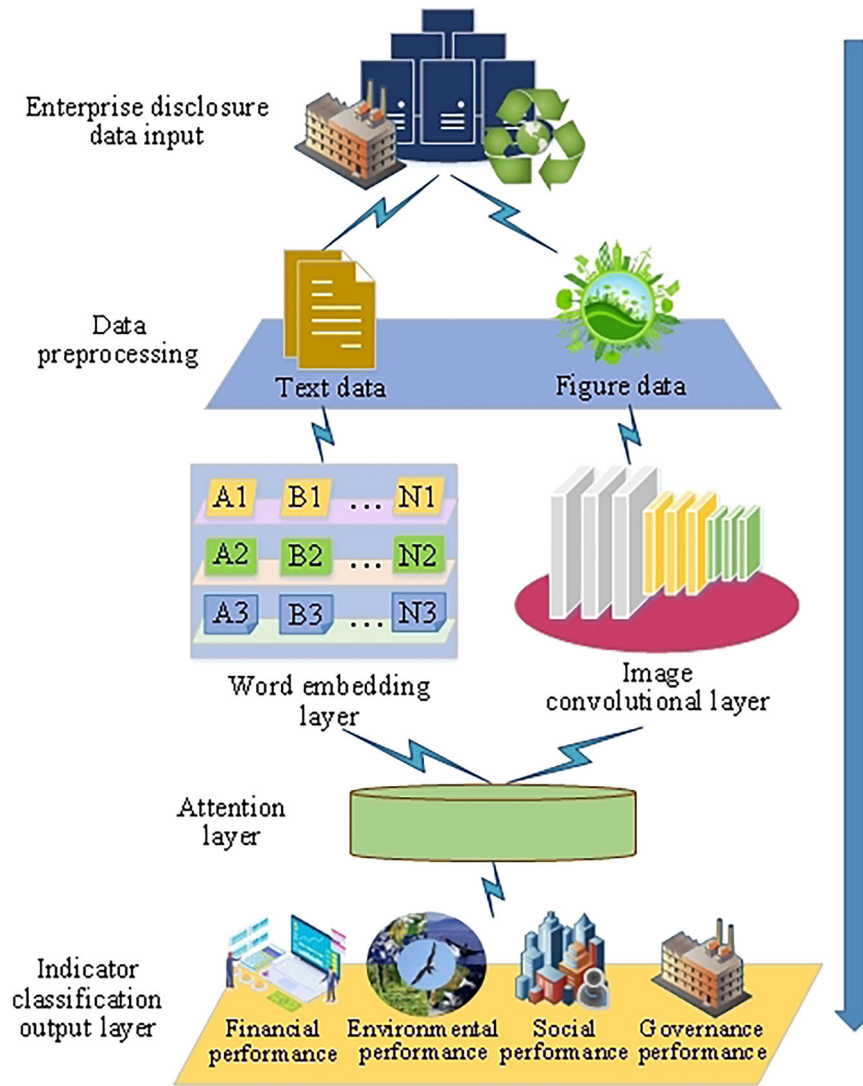 Enterprise disclosure
data input
Data
preprocessing
Text data
Figure data
A1 B1 ... N1
A2 B2 ... N2
A3 B3 ... N3
Word embedding
layer
Image
convolutional layer
Attention
layer
Indicator
classification
output layer
Financial
performance
Environmental
performance
Social
performance
Governance
performance